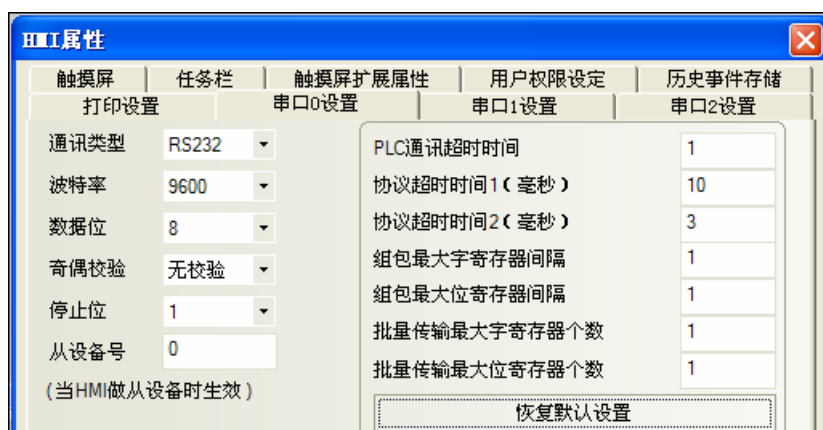 HMI属性
触摸屏 任务栏 触摸屏扩展属性 用户权限设定 历史事件存储
打印设置 串口0设置 串口1设置 串口2设置
通讯类型 RS232
波特率 9600
数据位 8
奇偶校验 无校验
停止位 1
从设备号 0
(当HMI做从设备时生效)
PLC通讯超时时间 1
协议超时时间1(毫秒) 10
协议超时时间2(毫秒) 3
组包最大字寄存器间隔 1
组包最大位寄存器间隔 1
批量传输最大字寄存器个数 1
批量传输最大位寄存器个数 1
恢复默认设置